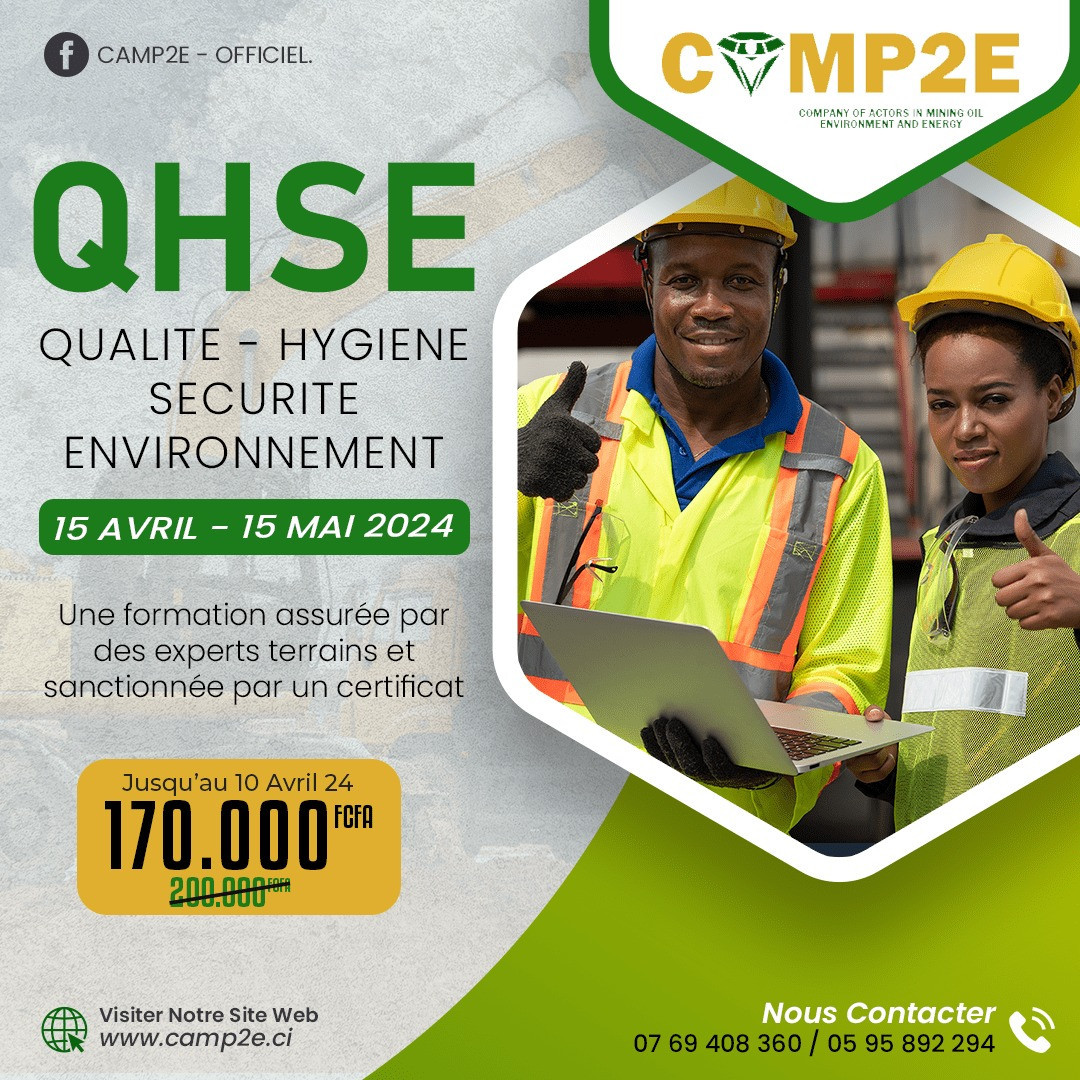 CAMP2E - OFFICIEL.
CAMP2E
COMPANY OF ACTORS IN MINING OIL
ENVIRONMENT AND ENERGY
QHSE
QUALITE - HYGIENE
SECURITE
ENVIRONNEMENT
15 AVRIL - 15 MAI 2024
Une formation assurée par
des experts terrains et
sanctionnée par un certificat
Jusqu'au 10 Avril 24
170.000 FCFA
200.000 FCFA
Visiter Notre Site Web
www.camp2e.ci
Nous Contacter
07 69 408 360 / 05 95 892 294